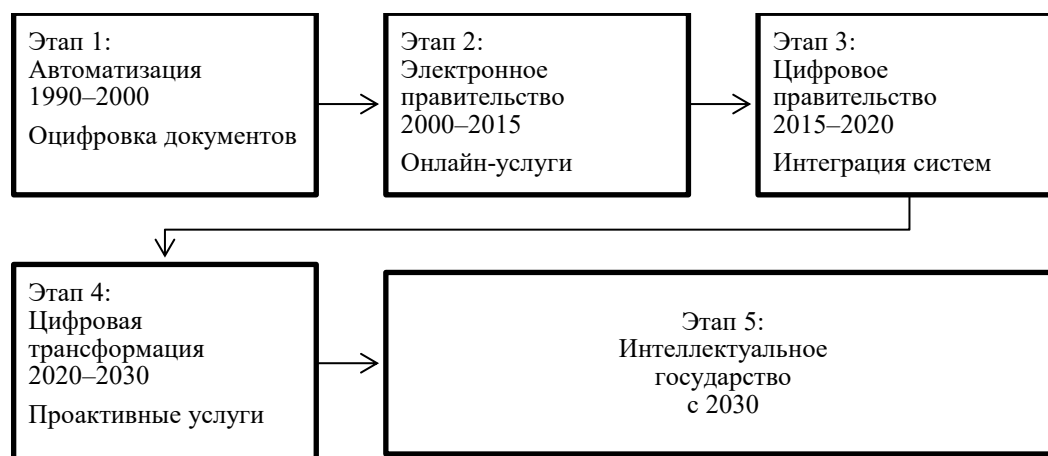 Этап 1:
Автоматизация
1990–2000
Оцифровка документов
Этап 2:
Электронное
правительство
2000–2015
Онлайн-услуги
Этап 3:
Цифровое
правительство
2015–2020
Интеграция систем
Этап 4:
Цифровая
трансформация
2020–2030
Проактивные услуги
Этап 5:
Интеллектуальное
государство
с 2030